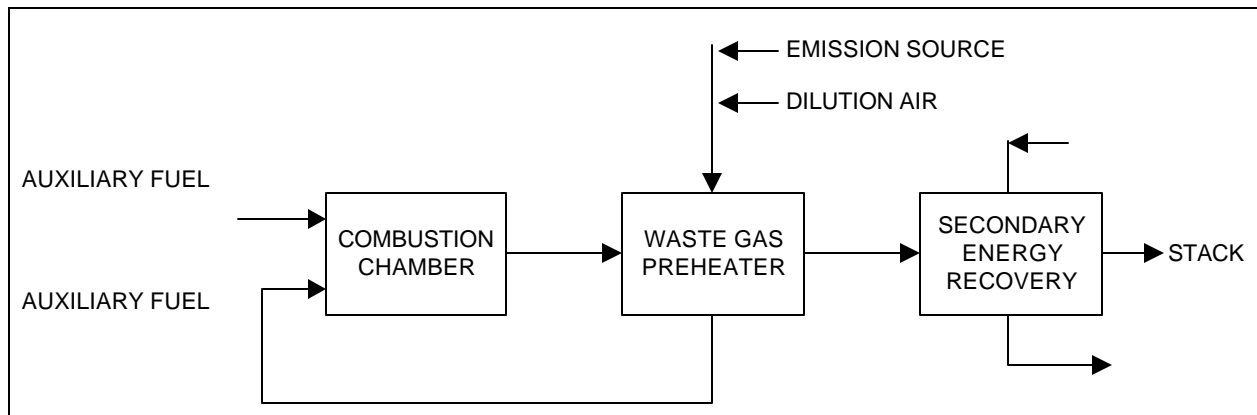 EMISSION SOURCE
DILUTION AIR
AUXILIARY FUEL
COMBUSTION
CHAMBER
WASTE GAS
PREHEATER
SECONDARY
ENERGY
RECOVERY
STACK
AUXILIARY FUEL